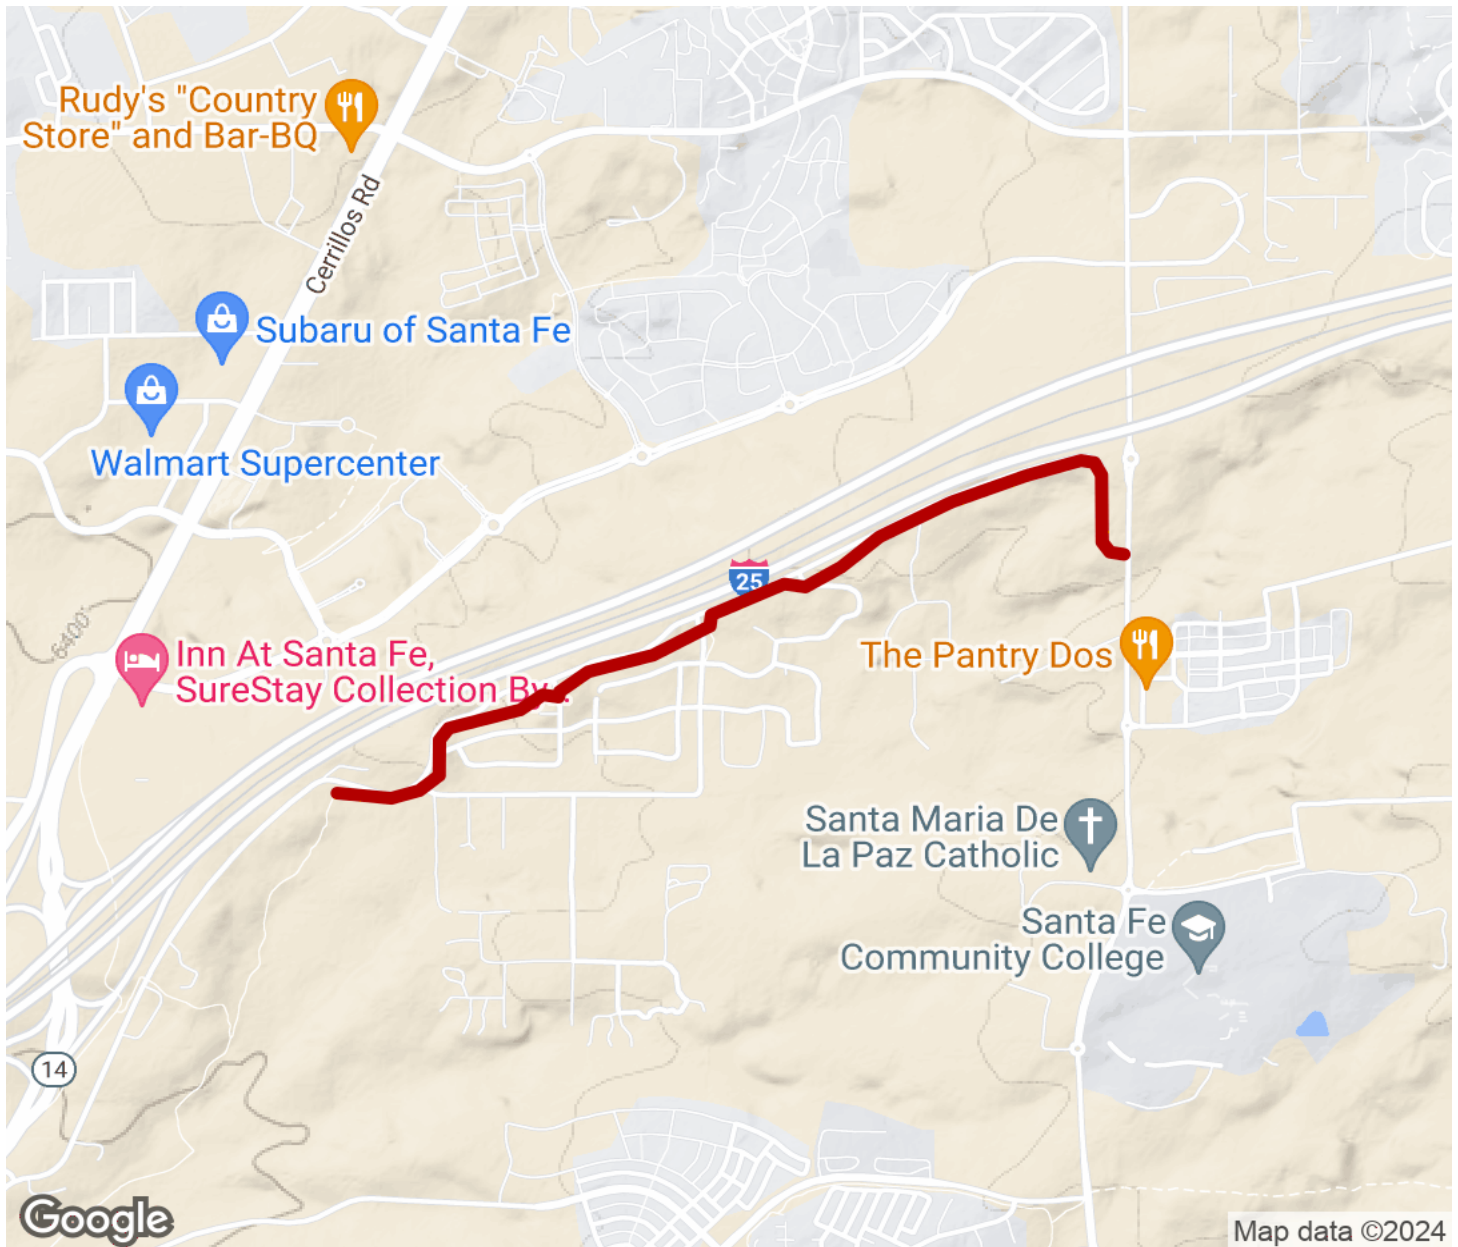 Rudy's "Country
Store" and Bar-BQ
Cerrillos Rd
Subaru of Santa Fe
Walmart Supercenter
25
6400'
Inn At Santa Fe,
SureStay Collection By...
The Pantry Dos
Santa Maria De
La Paz Catholic
Santa Fe
Community College
14
Google
Map data ©2024